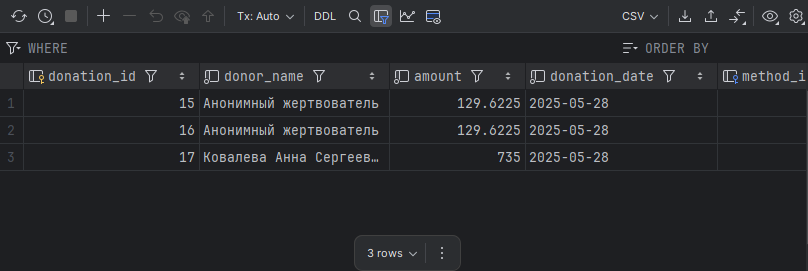 Tx: Auto DDL CSV
WHERE ORDER BY
donation_id donor_name amount donation_date method_i
1 15 Анонимный жертвователь 129.6225 2025-05-28
2 16 Анонимный жертвователь 129.6225 2025-05-28
3 17 Ковалева Анна Сергеев… 735 2025-05-28
3 rows